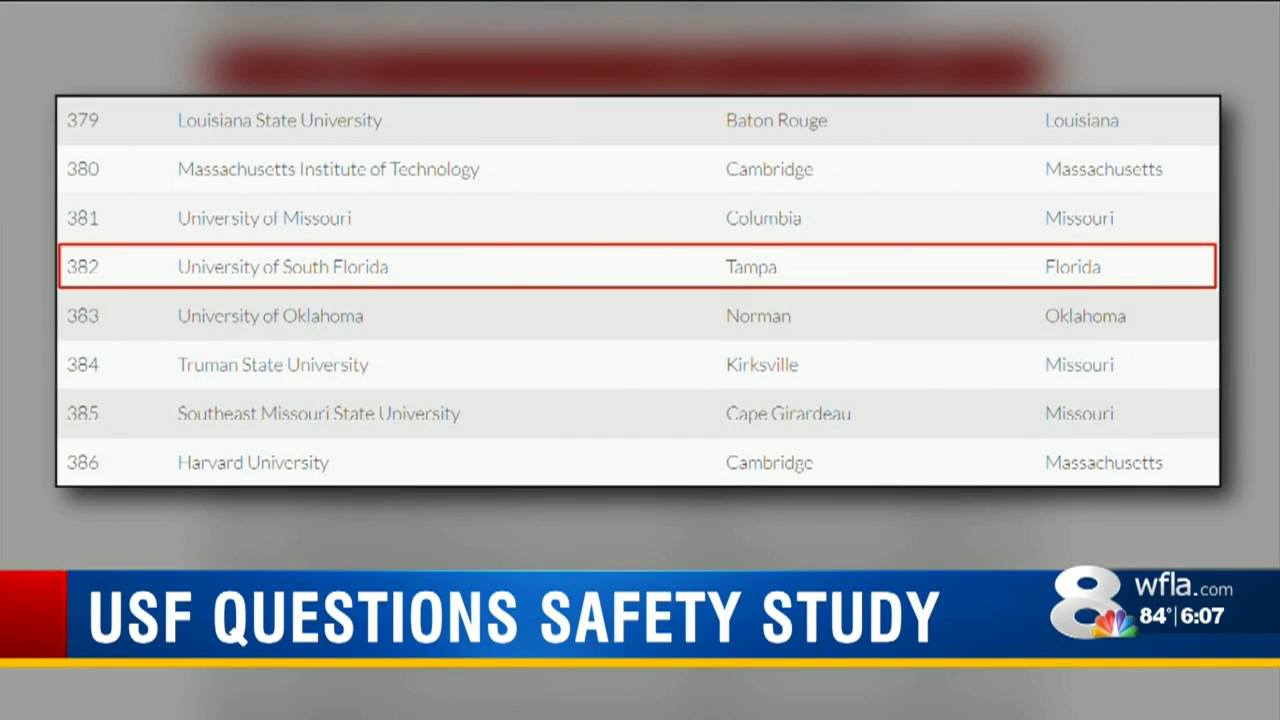 379 Louisiana State University Baton Rouge Louisiana
380 Massachusetts Institute of Technology Cambridge Massachusetts
381 University of Missouri Columbia Missouri
382 University of South Florida Tampa Florida
383 University of Oklahoma Norman Oklahoma
384 Truman State University Kirksville Missouri
385 Southeast Missouri State University Cape Girardeau Missouri
386 Harvard University Cambridge Massachusetts
USF QUESTIONS SAFETY STUDY
8 wfla.com
84° | 6:07